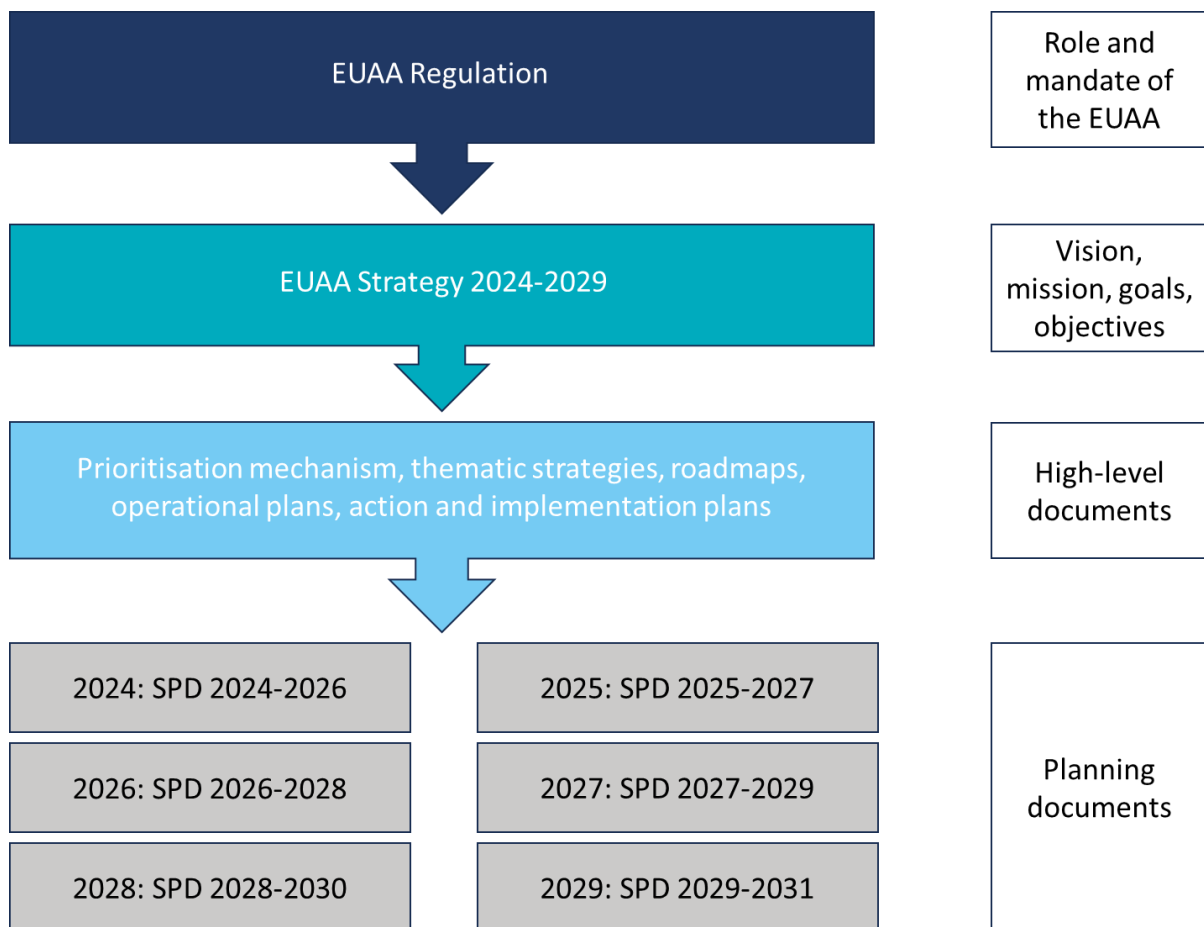 EUAA Regulation
Role and
mandate of
the EUAA
EUAA Strategy 2024-2029
Vision,
mission, goals,
objectives
Prioritisation mechanism, thematic strategies, roadmaps,
operational plans, action and implementation plans
High-level
documents
2024: SPD 2024-2026
2025: SPD 2025-2027
2026: SPD 2026-2028
2027: SPD 2027-2029
2028: SPD 2028-2030
2029: SPD 2029-2031
Planning
documents